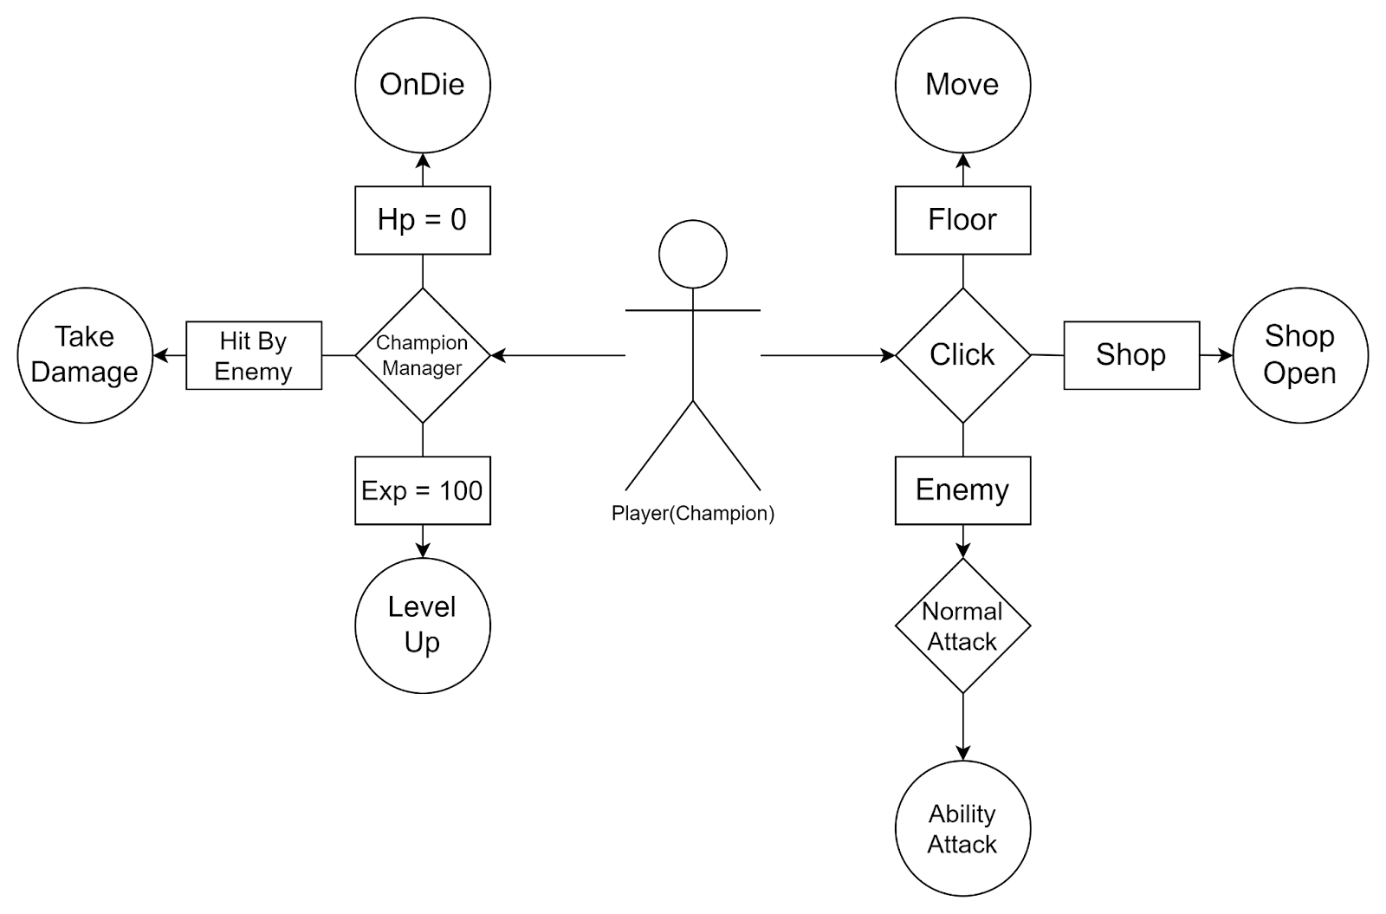 OnDie
Move
Hp = 0
Floor
Take
Damage
Hit By
Enemy
Champion
Manager
Click
Shop
Shop
Open
Exp = 100
Enemy
Player(Champion)
Level
Up
Normal
Attack
Ability
Attack